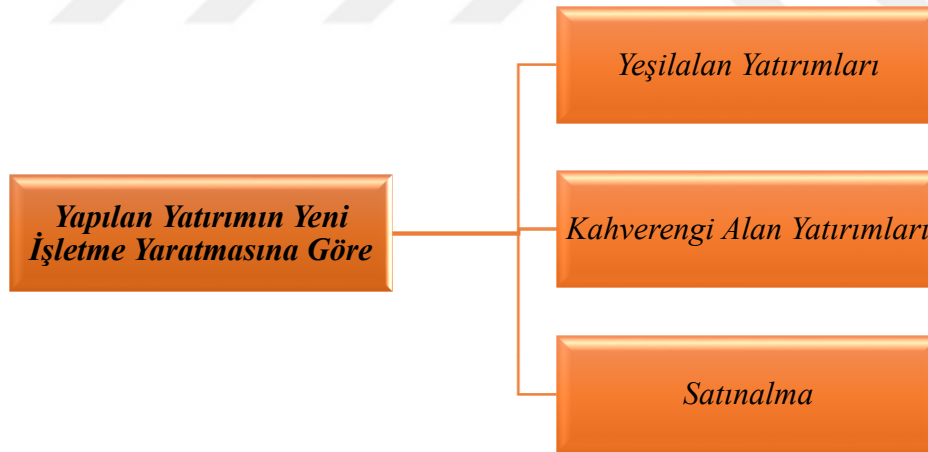 Yeşilalan Yatırımları
Yapılan Yatırımın Yeni
İşletme Yaratmasına Göre
Kahverengi Alan Yatırımları
Satınalma